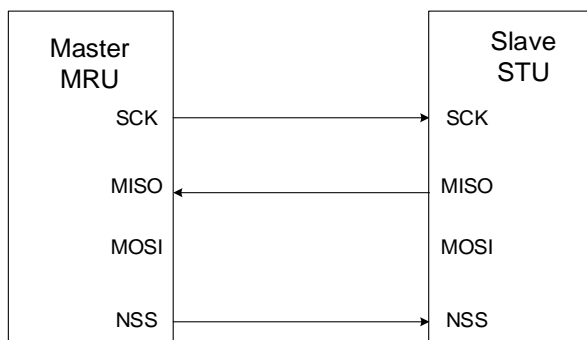 Master
MRU
SCK
MISO
MOSI
NSS
Slave
STU
SCK
MISO
MOSI
NSS